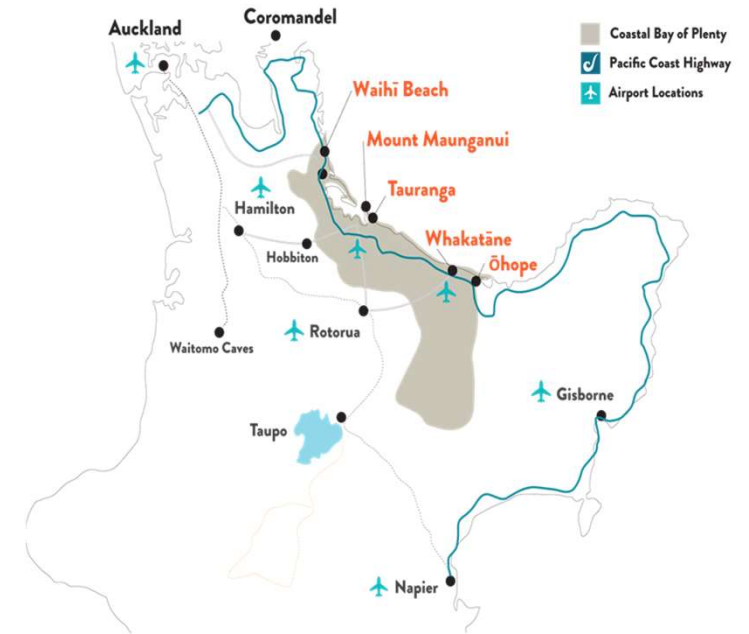 Coromandel
Auckland
Coastal Bay of Plenty
Pacific Coast Highway
Airport Locations
Waihī Beach
Mount Maunganui
Tauranga
Hamilton
Whakatāne
Hobbiton
Ōhope
Rotorua
Waitomo Caves
Gisborne
Taupo
Napier